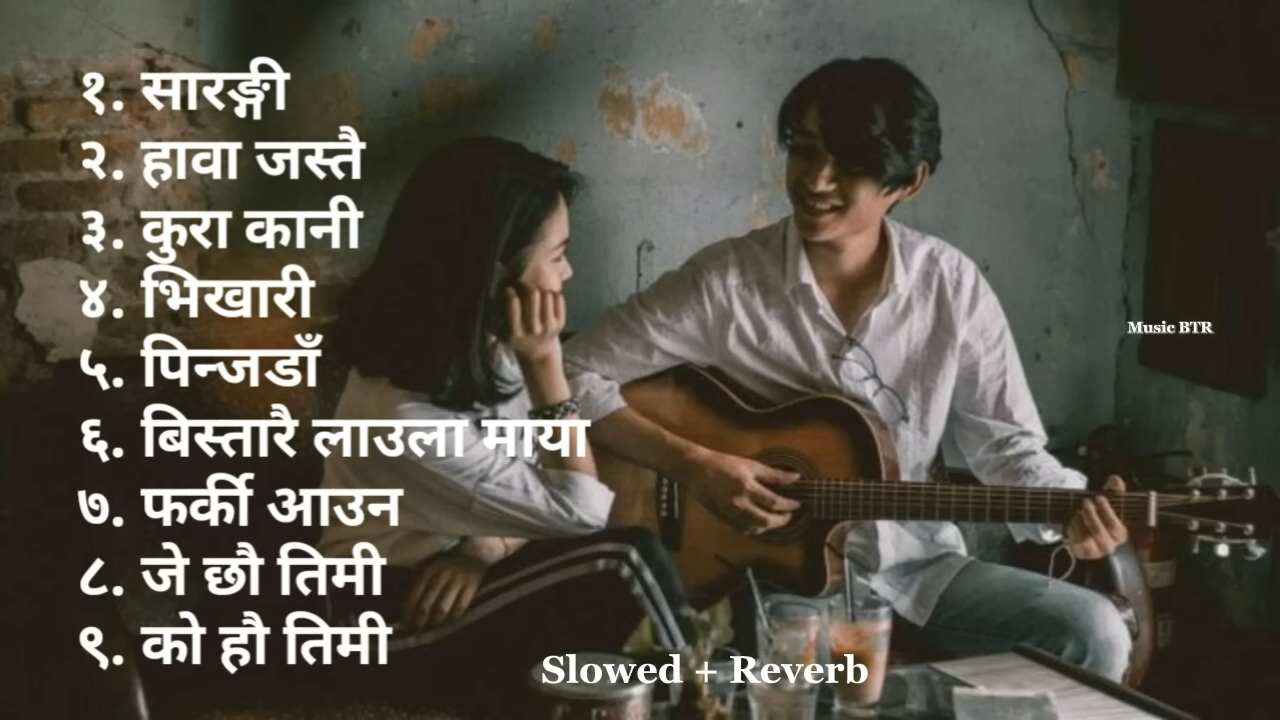 १. सारङ्गी
२. हावा जस्तै
३. कुरा कानी
४. भिखारी
५. पिन्जडाँ
६. बिस्तारै लाउला माया
७. फर्की आउन
८. जे छौ तिमी
९. को हौ तिमी
Music BTR
Slowed + Reverb